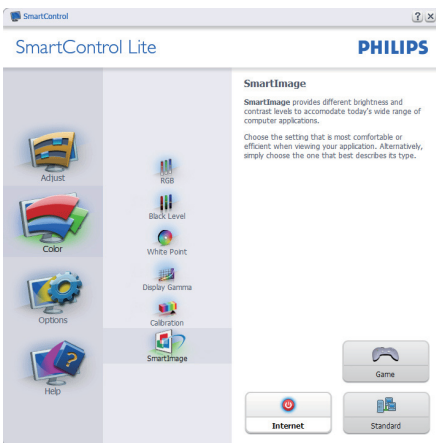 SmartControl
SmartControl Lite
PHILIPS
Adjust
Color
Options
Help
RGB
Black Level
White Point
Display Gamma
Calibration
SmartImage
SmartImage
SmartImage provides different brightness and
contrast levels to accomodate today's wide range of
computer applications.
Choose the setting that is most comfortable or
efficient when viewing your application. Alternatively,
simply choose the one that best describes its type.
Game
Internet
Standard